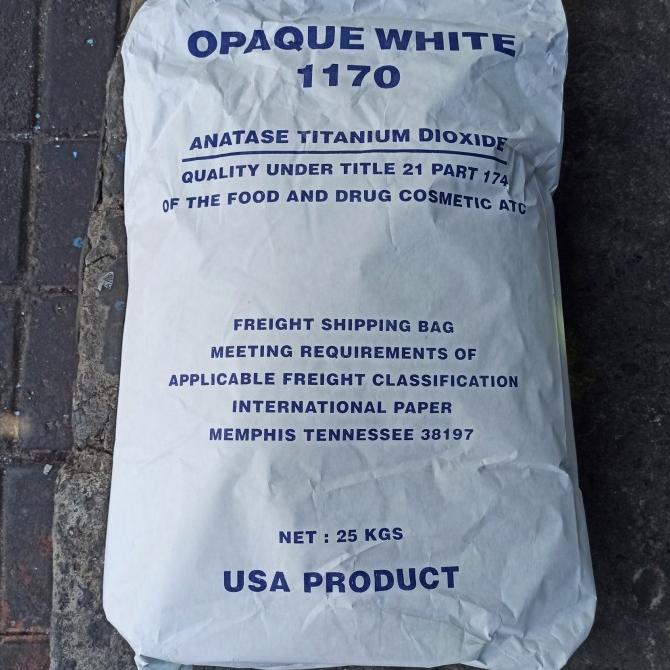 OPAQUE WHITE
1170
ANATASE TITANIUM DIOXIDE
QUALITY UNDER TITLE 21 PART 174
OF THE FOOD AND DRUG COSMETIC ATC
FREIGHT SHIPPING BAG
MEETING REQUIREMENTS OF
APPLICABLE FREIGHT CLASSIFICATION
INTERNATIONAL PAPER
MEMPHIS TENNESSEE 38197
NET : 25 KGS
USA PRODUCT